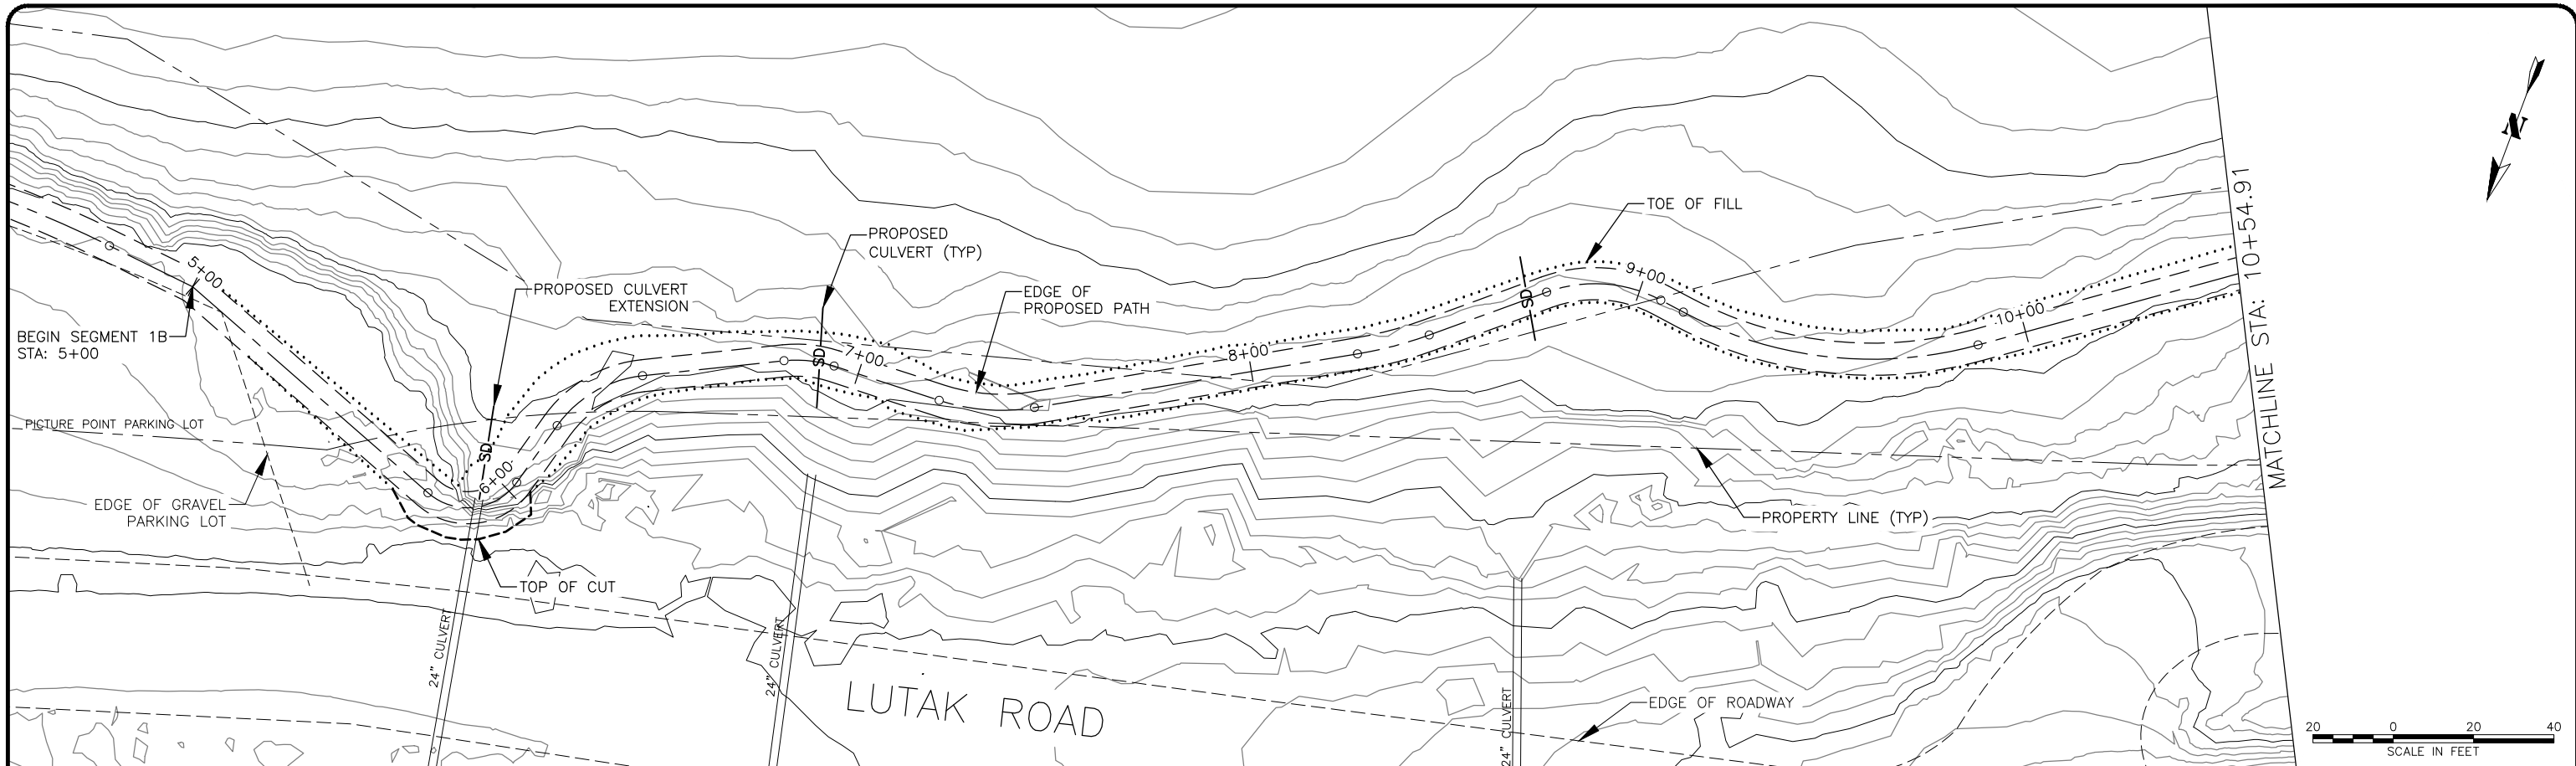 N
MATCHLINE STA: 10+54.91
TOE OF FILL
PROPOSED
CULVERT (TYP)
5+00
9+00
PROPOSED CULVERT
EXTENSION
EDGE OF
PROPOSED PATH
SD
10+00
BEGIN SEGMENT 1B
STA: 5+00
SD
7+00
8+00
PICTURE POINT PARKING LOT
SD
6+00
EDGE OF GRAVEL
PARKING LOT
PROPERTY LINE (TYP)
TOP OF CUT
24" CULVERT
24" CULVERT
24" CULVERT
LUTAK ROAD
EDGE OF ROADWAY
20 0 20 40
SCALE IN FEET